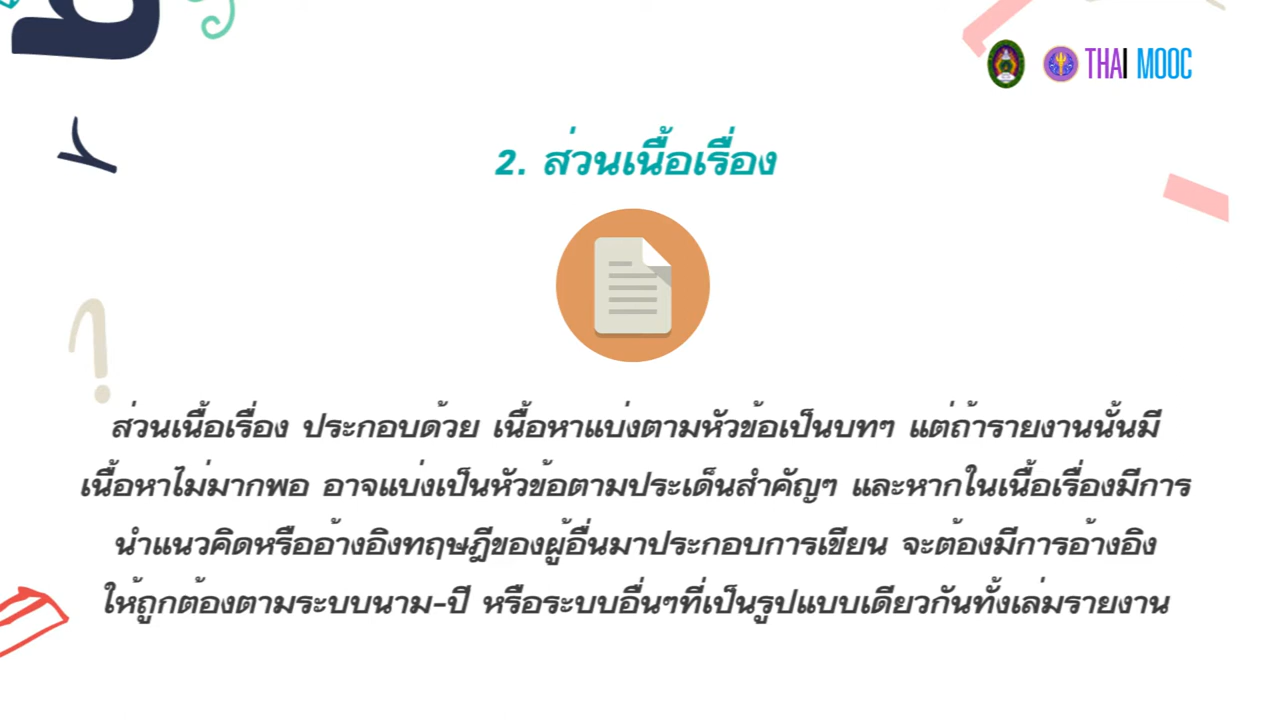 THAI MOOC
2. ส่วนเนื้อเรื่อง
ส่วนเนื้อเรื่อง ประกอบด้วย เนื้อหาแบ่งตามหัวข้อเป็นบทๆ แต่ถ้ารายงานนั้นมี
เนื้อหาไม่มากพอ อาจแบ่งเป็นหัวข้อตามประเด็นสำคัญๆ และหากในเนื้อเรื่องมีการ
นำแนวคิดหรืออ้างอิงทฤษฎีของผู้อื่นมาประกอบการเขียน จะต้องมีการอ้างอิง
ให้ถูกต้องตามระบบนาม-ปี หรือระบบอื่นๆที่เป็นรูปแบบเดียวกันทั้งเล่มรายงาน